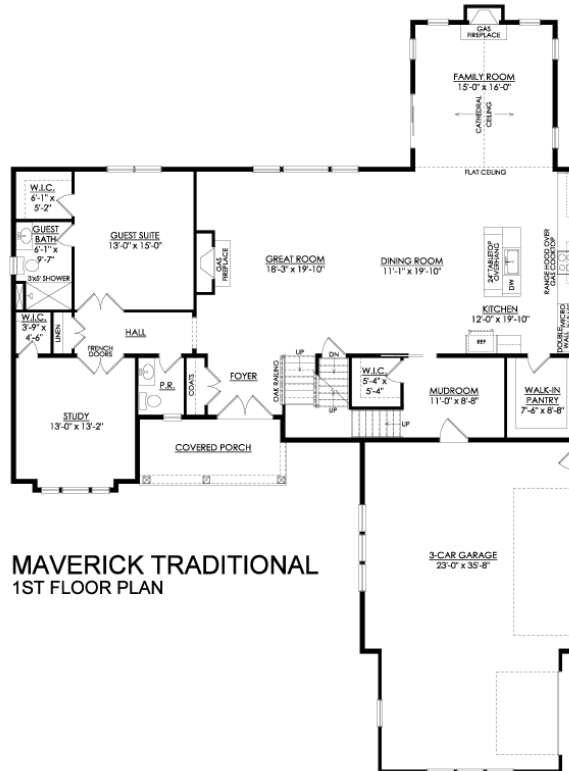 GAS
FIREPLACE
FAMILY ROOM
15'-0" x 16'-0"
CATHEDRAL
CEILING
FLAT CEILING
W.I.C.
6'-1" x
5'-2"
GUEST
BATH
6'-1" x
9'-7"
3'x5' SHOWER
GUEST SUITE
13'-0" x 15'-0"
GAS
FIREPLACE
GREAT ROOM
18'-3" x 19'-10"
DINING ROOM
11'-1" x 19'-10"
24" TABLETOP
OVERHANG
DW
RANGE HOOD OVER
GAS COOKTOP
KITCHEN
12'-0" x 19'-10"
REF
DOUBLE
WALL
MICRO
W.I.C.
3'-9" x
4'-6"
LINEN
HALL
FRENCH
DOORS
P.R.
COATS
FOYER
OAK RAILING
UP
DN
UP
W.I.C.
5'-4" x
5'-4"
UP
MUDROOM
11'-0" x 8'-8"
WALK-IN
PANTRY
7'-6" x 8'-8"
STUDY
13'-0" x 13'-2"
COVERED PORCH
3-CAR GARAGE
23'-0" x 35'-8"
MAVERICK TRADITIONAL
1ST FLOOR PLAN